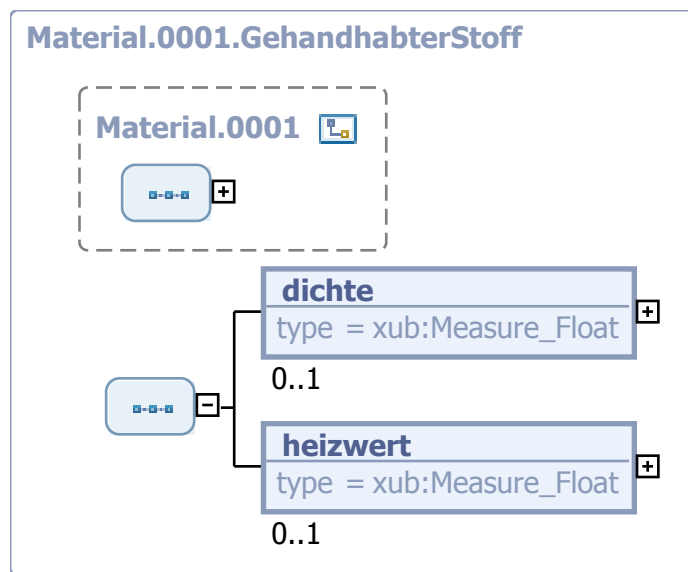 Material.0001.GehandhabterStoff
Material.0001
dichte
type = xub:Measure_Float
0..1
heizwert
type = xub:Measure_Float
0..1